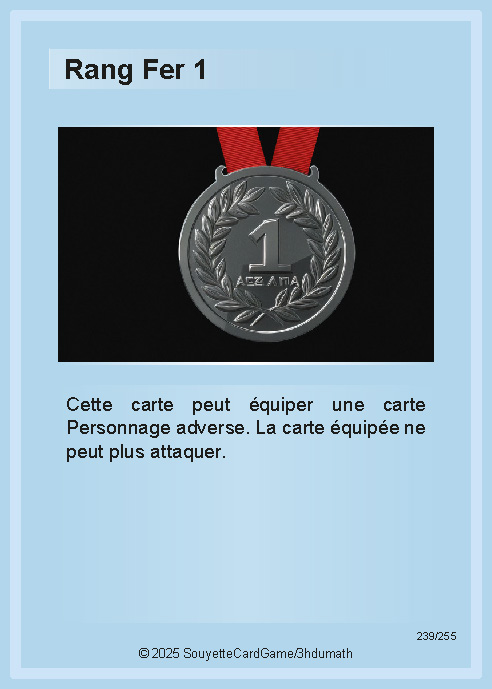 Rang Fer 1
1
Cette carte peut équiper une carte
Personnage adverse. La carte équipée ne
peut plus attaquer.
239/255
© 2025 SouyetteCardGame/3hdumath